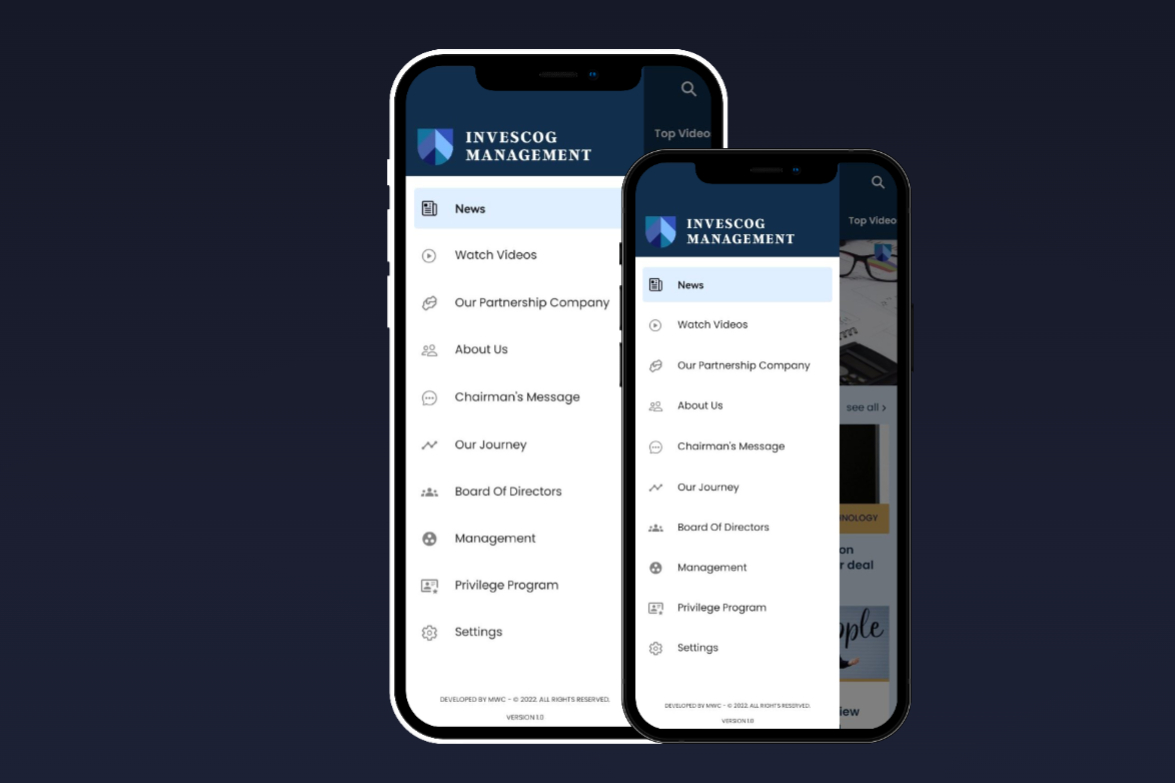 Top Video
INVESCOG
MANAGEMENT
News
Watch Videos
Our Partnership Company
About Us
Chairman's Message
Our Journey
Board Of Directors
Management
Privilege Program
Settings
DEVELOPED BY MWC - © 2022. ALL RIGHTS RESERVED.
VERSION 1.0
Top Video
INVESCOG
MANAGEMENT
News
Watch Videos
Our Partnership Company
About Us
Chairman's Message
Our Journey
Board Of Directors
Management
Privilege Program
Settings
DEVELOPED BY MWC - © 2022. ALL RIGHTS RESERVED.
VERSION 1.0
see all >
NOLOGY
on
r deal
ople
iew